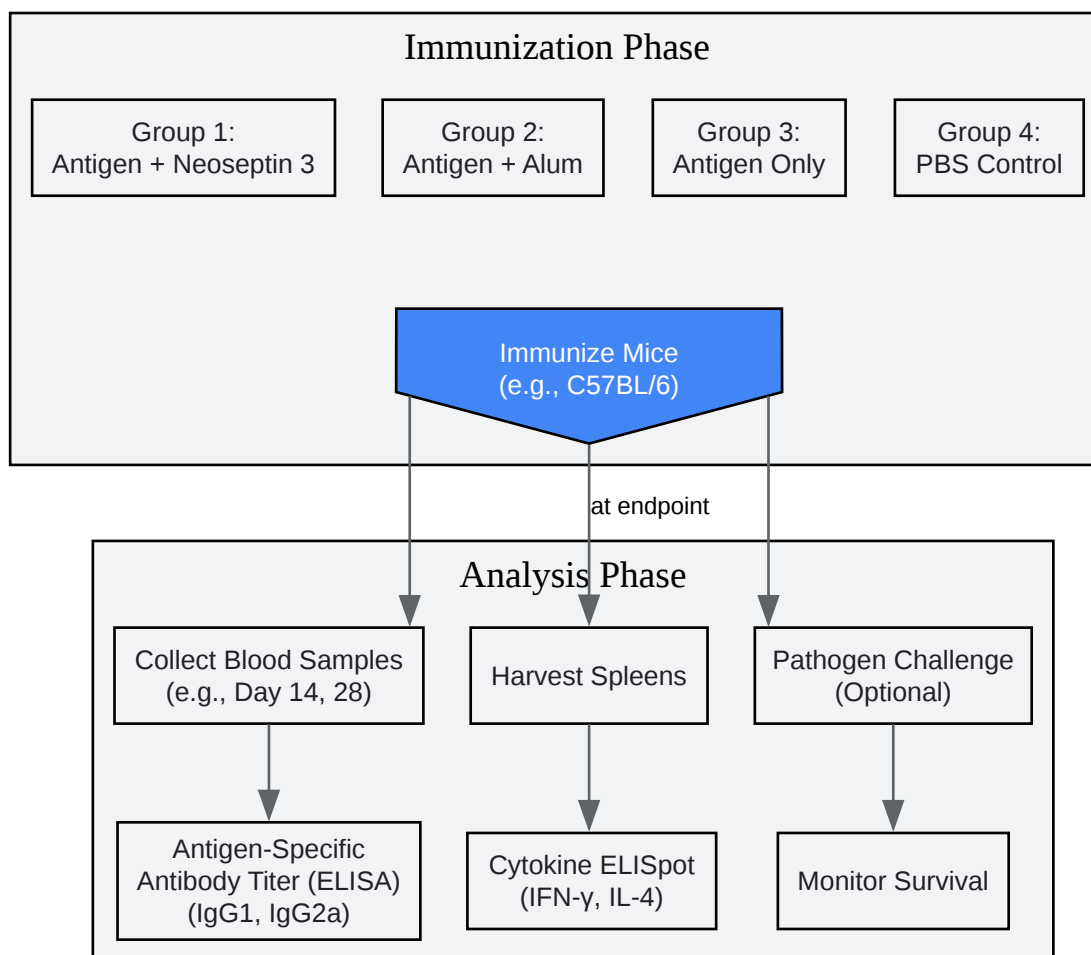 Immunization Phase
Group 1:
Antigen + Neoseptin 3
Group 2:
Antigen + Alum
Group 3:
Antigen Only
Group 4:
PBS Control
Immunize Mice
(e.g., C57BL/6)
at endpoint
Analysis Phase
Collect Blood Samples
(e.g., Day 14, 28)
Harvest Spleens
Pathogen Challenge
(Optional)
Antigen-Specific
Antibody Titer (ELISA)
(IgG1, IgG2a)
Cytokine ELISpot
(IFN-γ, IL-4)
Monitor Survival